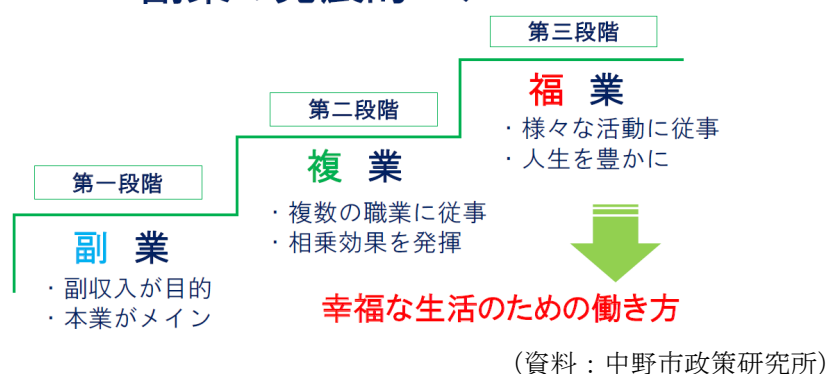 第三段階
福 業
・様々な活動に従事
・人生を豊かに
第二段階
複 業
・複数の職業に従事
・相乗効果を発揮
第一段階
副 業
・副収入が目的
・本業がメイン
幸福な生活のための働き方
(資料:中野市政策研究所)